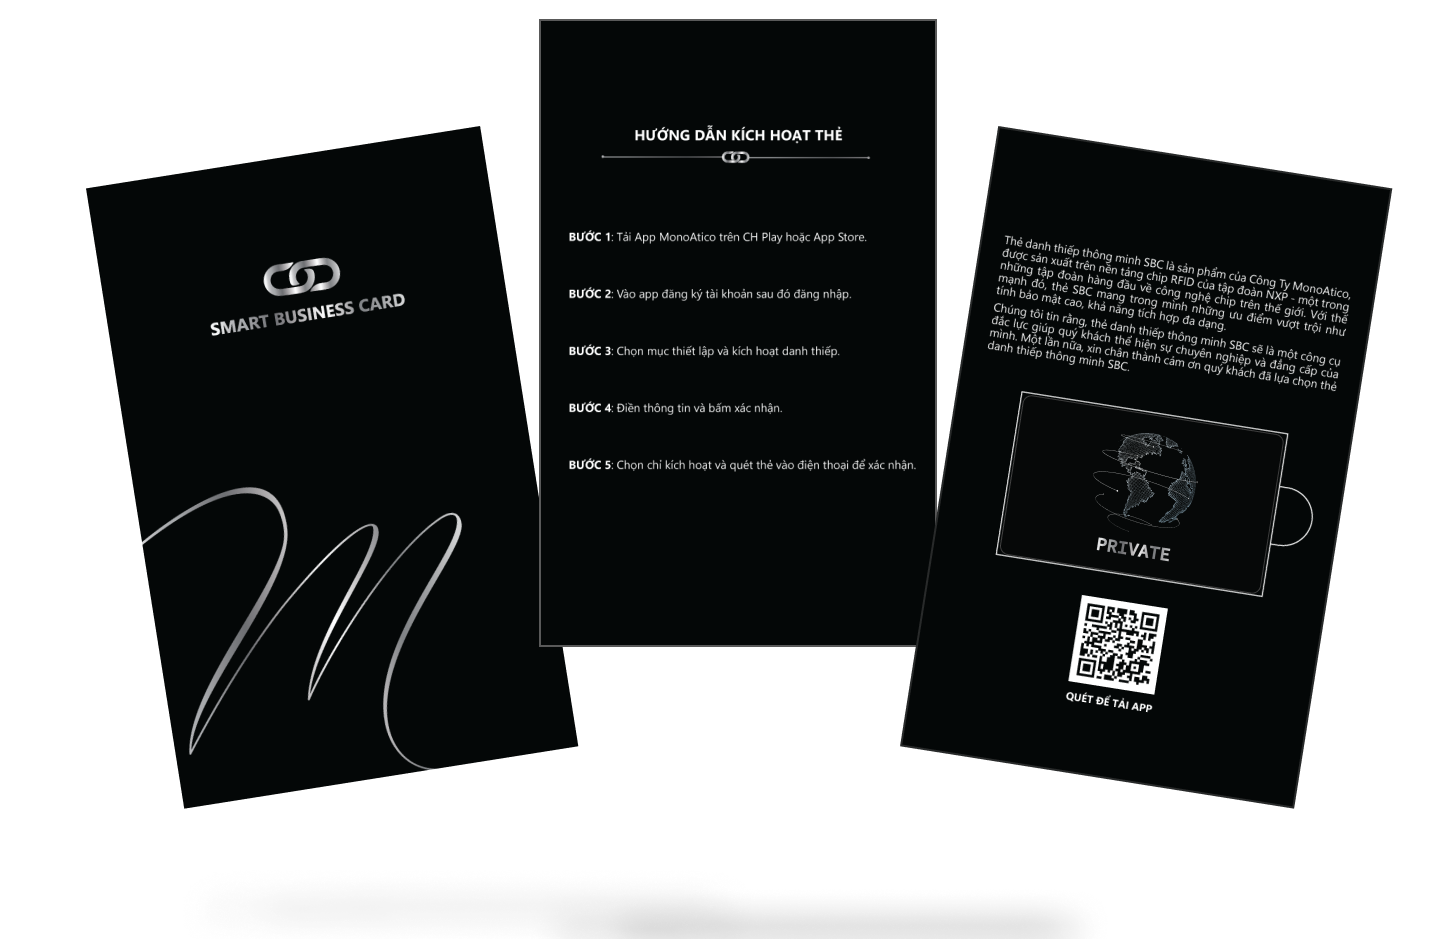 SMART BUSINESS CARD
HƯỚNG DẪN KÍCH HOẠT THẺ
BƯỚC 1: Tải App MonoAtico trên CH Play hoặc App Store.
BƯỚC 2: Vào app đăng ký tài khoản sau đó đăng nhập.
BƯỚC 3: Chọn mục thiết lập và kích hoạt danh thiếp.
BƯỚC 4: Điền thông tin và bấm xác nhận.
BƯỚC 5: Chọn chỉ kích hoạt và quét thẻ vào điện thoại để xác nhận.
Thẻ danh thiếp thông minh SBC là sản phẩm của Công Ty MonoAtico,
được sản xuất trên nền tảng chip RFID của tập đoàn NXP - một trong
những tập đoàn hàng đầu về công nghệ chip trên thế giới. Với thế
mạnh đó, thẻ SBC mang trong mình những ưu điểm vượt trội như
tính bảo mật cao, khả năng tích hợp đa dạng.
Chúng tôi tin rằng, thẻ danh thiếp thông minh SBC sẽ là một công cụ
đắc lực giúp quý khách thể hiện sự chuyên nghiệp và đẳng cấp của
mình. Một lần nữa, xin chân thành cảm ơn quý khách đã lựa chọn thẻ
danh thiếp thông minh SBC.
PRIVATE
QUÉT ĐỂ TẢI APP